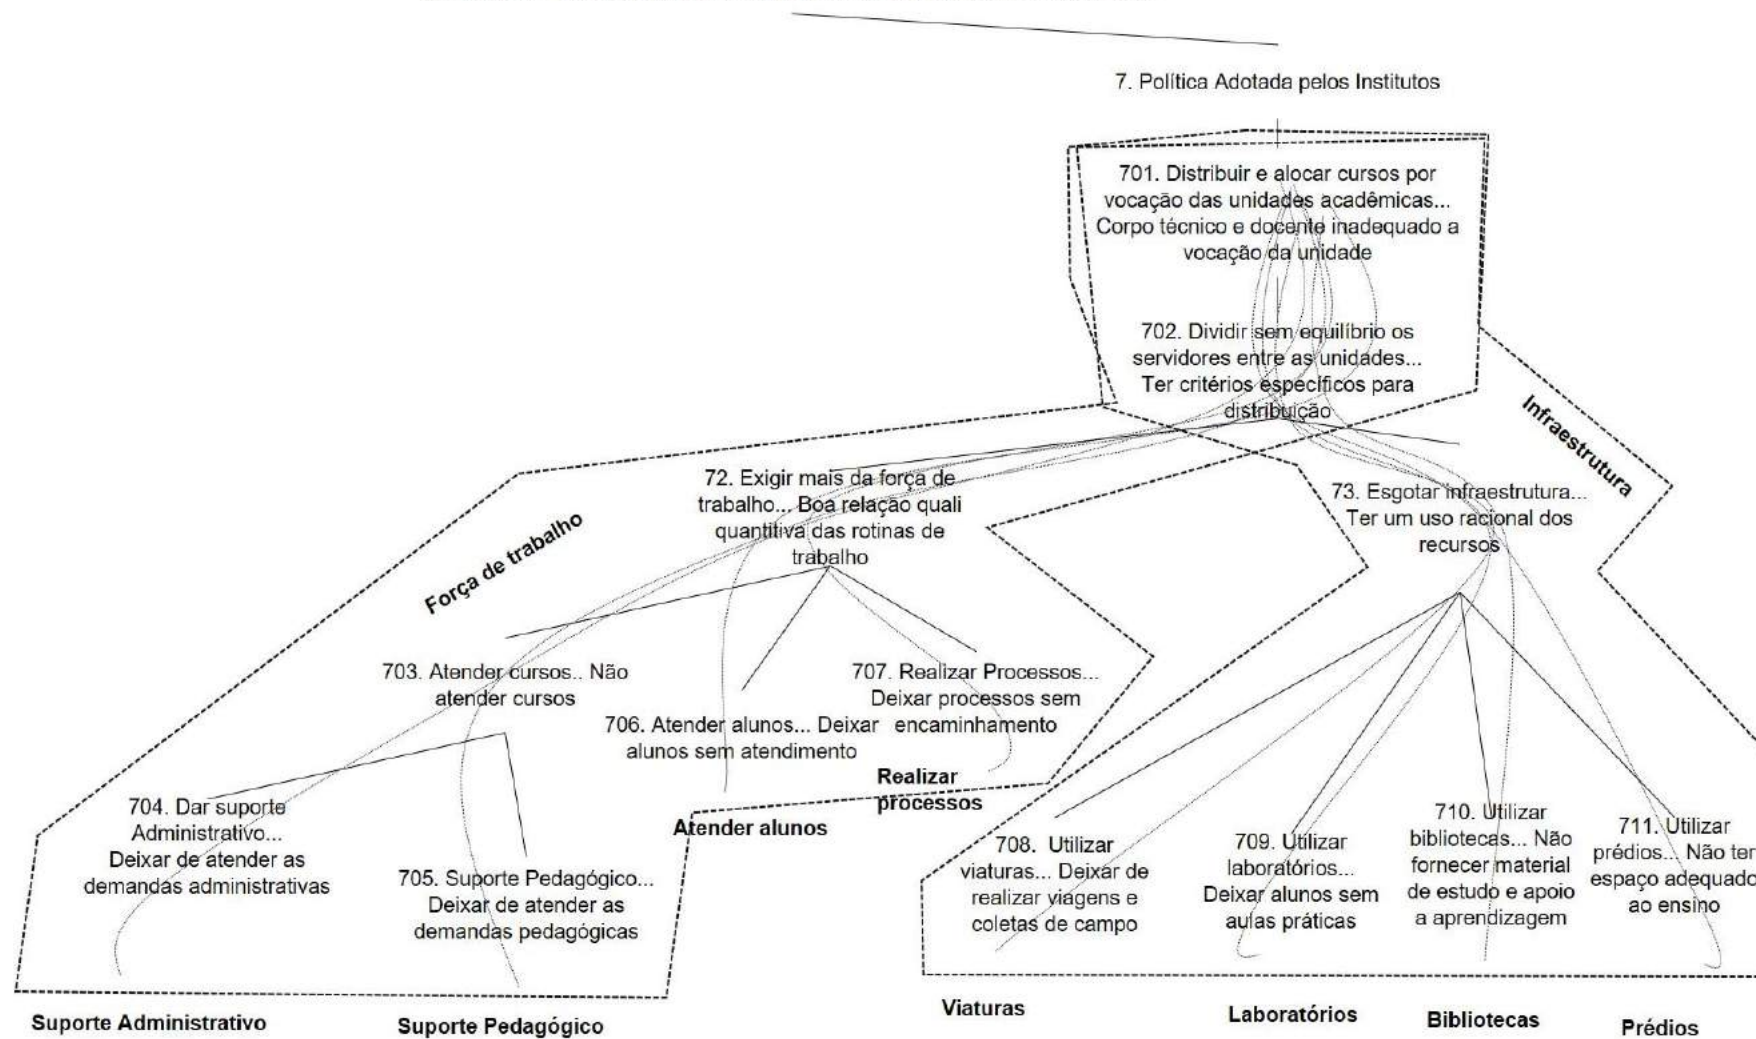 7. Política Adotada pelos Institutos
701. Distribuir e alocar cursos por
vocação das unidades acadêmicas...
Corpo técnico e docente inadequado a
vocação da unidade
702. Dividir sem equilíbrio os
servidores entre as unidades...
Ter critérios específicos para
distribuição
Infraestrutura
72. Exigir mais da força de
trabalho... Boa relação quali
quantitiva das rotinas de
trabalho
73. Esgotar infraestrutura...
Ter um uso racional dos
recursos
Força de trabalho
703. Atender cursos.. Não
atender cursos
707. Realizar Processos...
Deixar processos sem
encaminhamento
706. Atender alunos... Deixar
alunos sem atendimento
Realizar
processos
Atender alunos
704. Dar suporte
Administrativo...
Deixar de atender as
demandas administrativas
705. Suporte Pedagógico...
Deixar de atender as
demandas pedagógicas
708. Utilizar
viaturas... Deixar de
realizar viagens e
coletas de campo
709. Utilizar
laboratórios...
Deixar alunos sem
aulas práticas
710. Utilizar
bibliotecas... Não
fornecer material
de estudo e apoio
a aprendizagem
711. Utilizar
prédios... Não ter
espaço adequado
ao ensino
Suporte Administrativo
Suporte Pedagógico
Viaturas
Laboratórios
Bibliotecas
Prédios